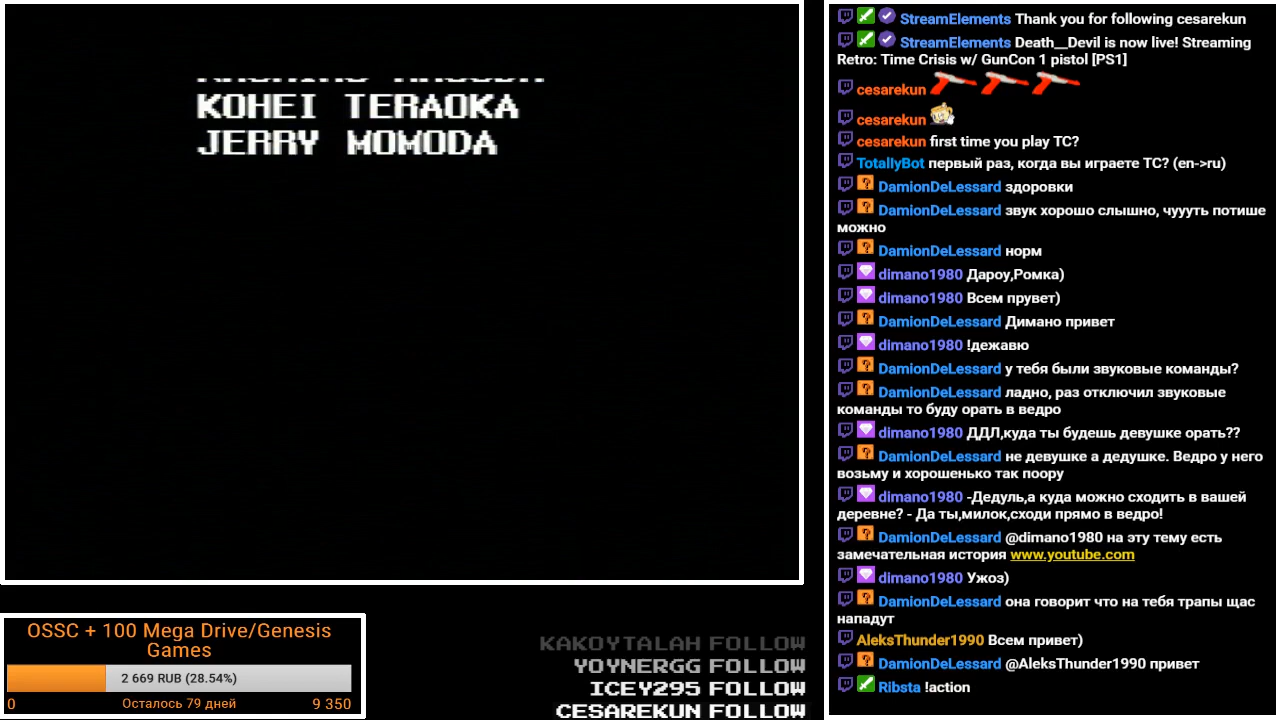 KOHEI TERAOKA
JERRY MOMODA
OSSC + 100 Mega Drive/Genesis
Games
2 669 RUB (28.54%)
0
Осталось 79 дней
9 350
KAKOYTALAH FOLLOW
YOYNERGG FOLLOW
ICEY295 FOLLOW
CESAREKUN FOLLOW
StreamElements Thank you for following cesarekun
StreamElements Death__Devil is now live! Streaming
Retro: Time Crisis w/ GunCon 1 pistol [PS1]
cesarekun
cesarekun
cesarekun first time you play TC?
TotallyBot первый раз, когда вы играете ТС? (en->ru)
DamionDeLessard здоровки
DamionDeLessard звук хорошо слышно, чуууть потише
можно
DamionDeLessard норм
dimano1980 Дароу,Ромка)
dimano1980 Всем прувет)
DamionDeLessard Димано привет
dimano1980 !дежавю
DamionDeLessard у тебя были звуковые команды?
DamionDeLessard ладно, раз отключил звуковые
команды то буду орать в ведро
dimano1980 ДДЛ,куда ты будешь девушке орать??
DamionDeLessard не девушке а дедушке. Ведро у него
возьму и хорошенько так поору
dimano1980 -Дедуль,а куда можно сходить в вашей
деревне? - Да ты,милок,сходи прямо в ведро!
DamionDeLessard @dimano1980 на эту тему есть
замечательная история www.youtube.com
dimano1980 Ужоз)
DamionDeLessard она говорит что на тебя трапы щас
нападут
AleksThunder1990 Всем привет)
DamionDeLessard @AleksThunder1990 привет
Ribsta !action